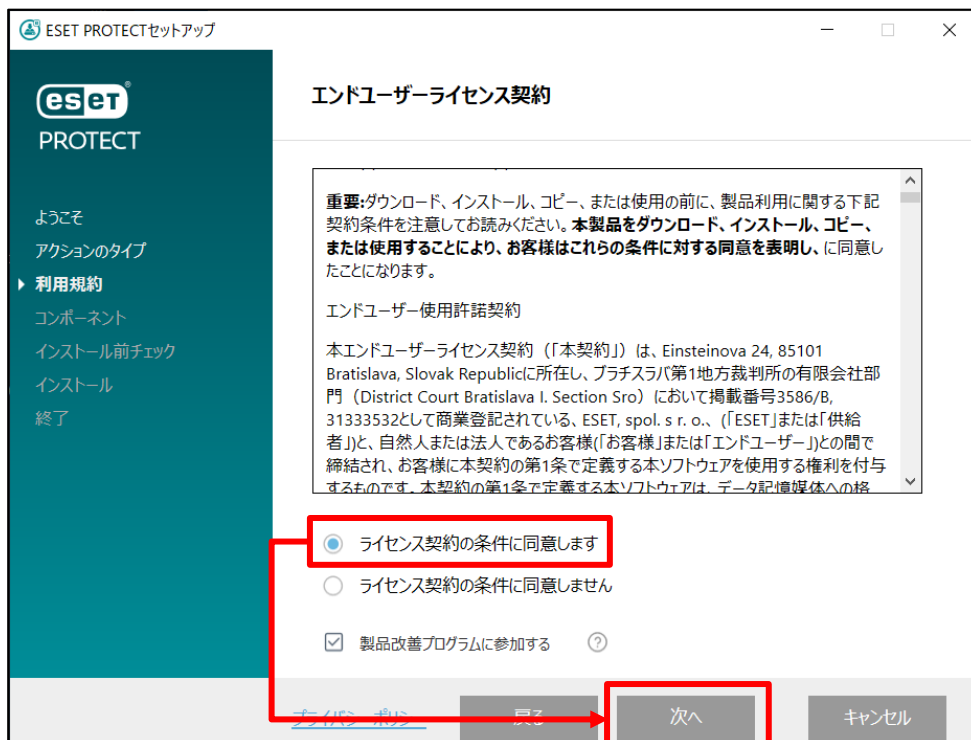 ESET PROTECTセットアップ
eset
PROTECT
ようこそ
アクションのタイプ
利用規約
コンポーネント
インストール前チェック
インストール
終了
エンドユーザーライセンス契約
重要:ダウンロード、インストール、コピー、または使用の前に、製品利用に関する下記
契約条件を注意してお読みください。本製品をダウンロード、インストール、コピー、
または使用することにより、お客様はこれらの条件に対する同意を表明し、に同意し
たことになります。
エンドユーザー使用許諾契約
本エンドユーザーライセンス契約（「本契約」）は、Einsteinova 24, 85101
Bratislava, Slovak Republicに所在し、ブラチスラバ第1地方裁判所の有限会社部
門（District Court Bratislava I. Section Sro）において掲載番号3586/B,
31333532として商業登記されている、ESET, spol. s r. o.、(「ESET」または「供給
者」)と、自然人または法人であるお客様(「お客様」または「エンドユーザー」)との間で
締結され、お客様に本契約の第1条で定義する本ソフトウェアを使用する権利を付与
するものです。本契約の第1条で定義する本ソフトウェアは、データ記憶媒体への格
ライセンス契約の条件に同意します
ライセンス契約の条件に同意しません
製品改善プログラムに参加する
プライバシーポリシー
戻る
次へ
キャンセル